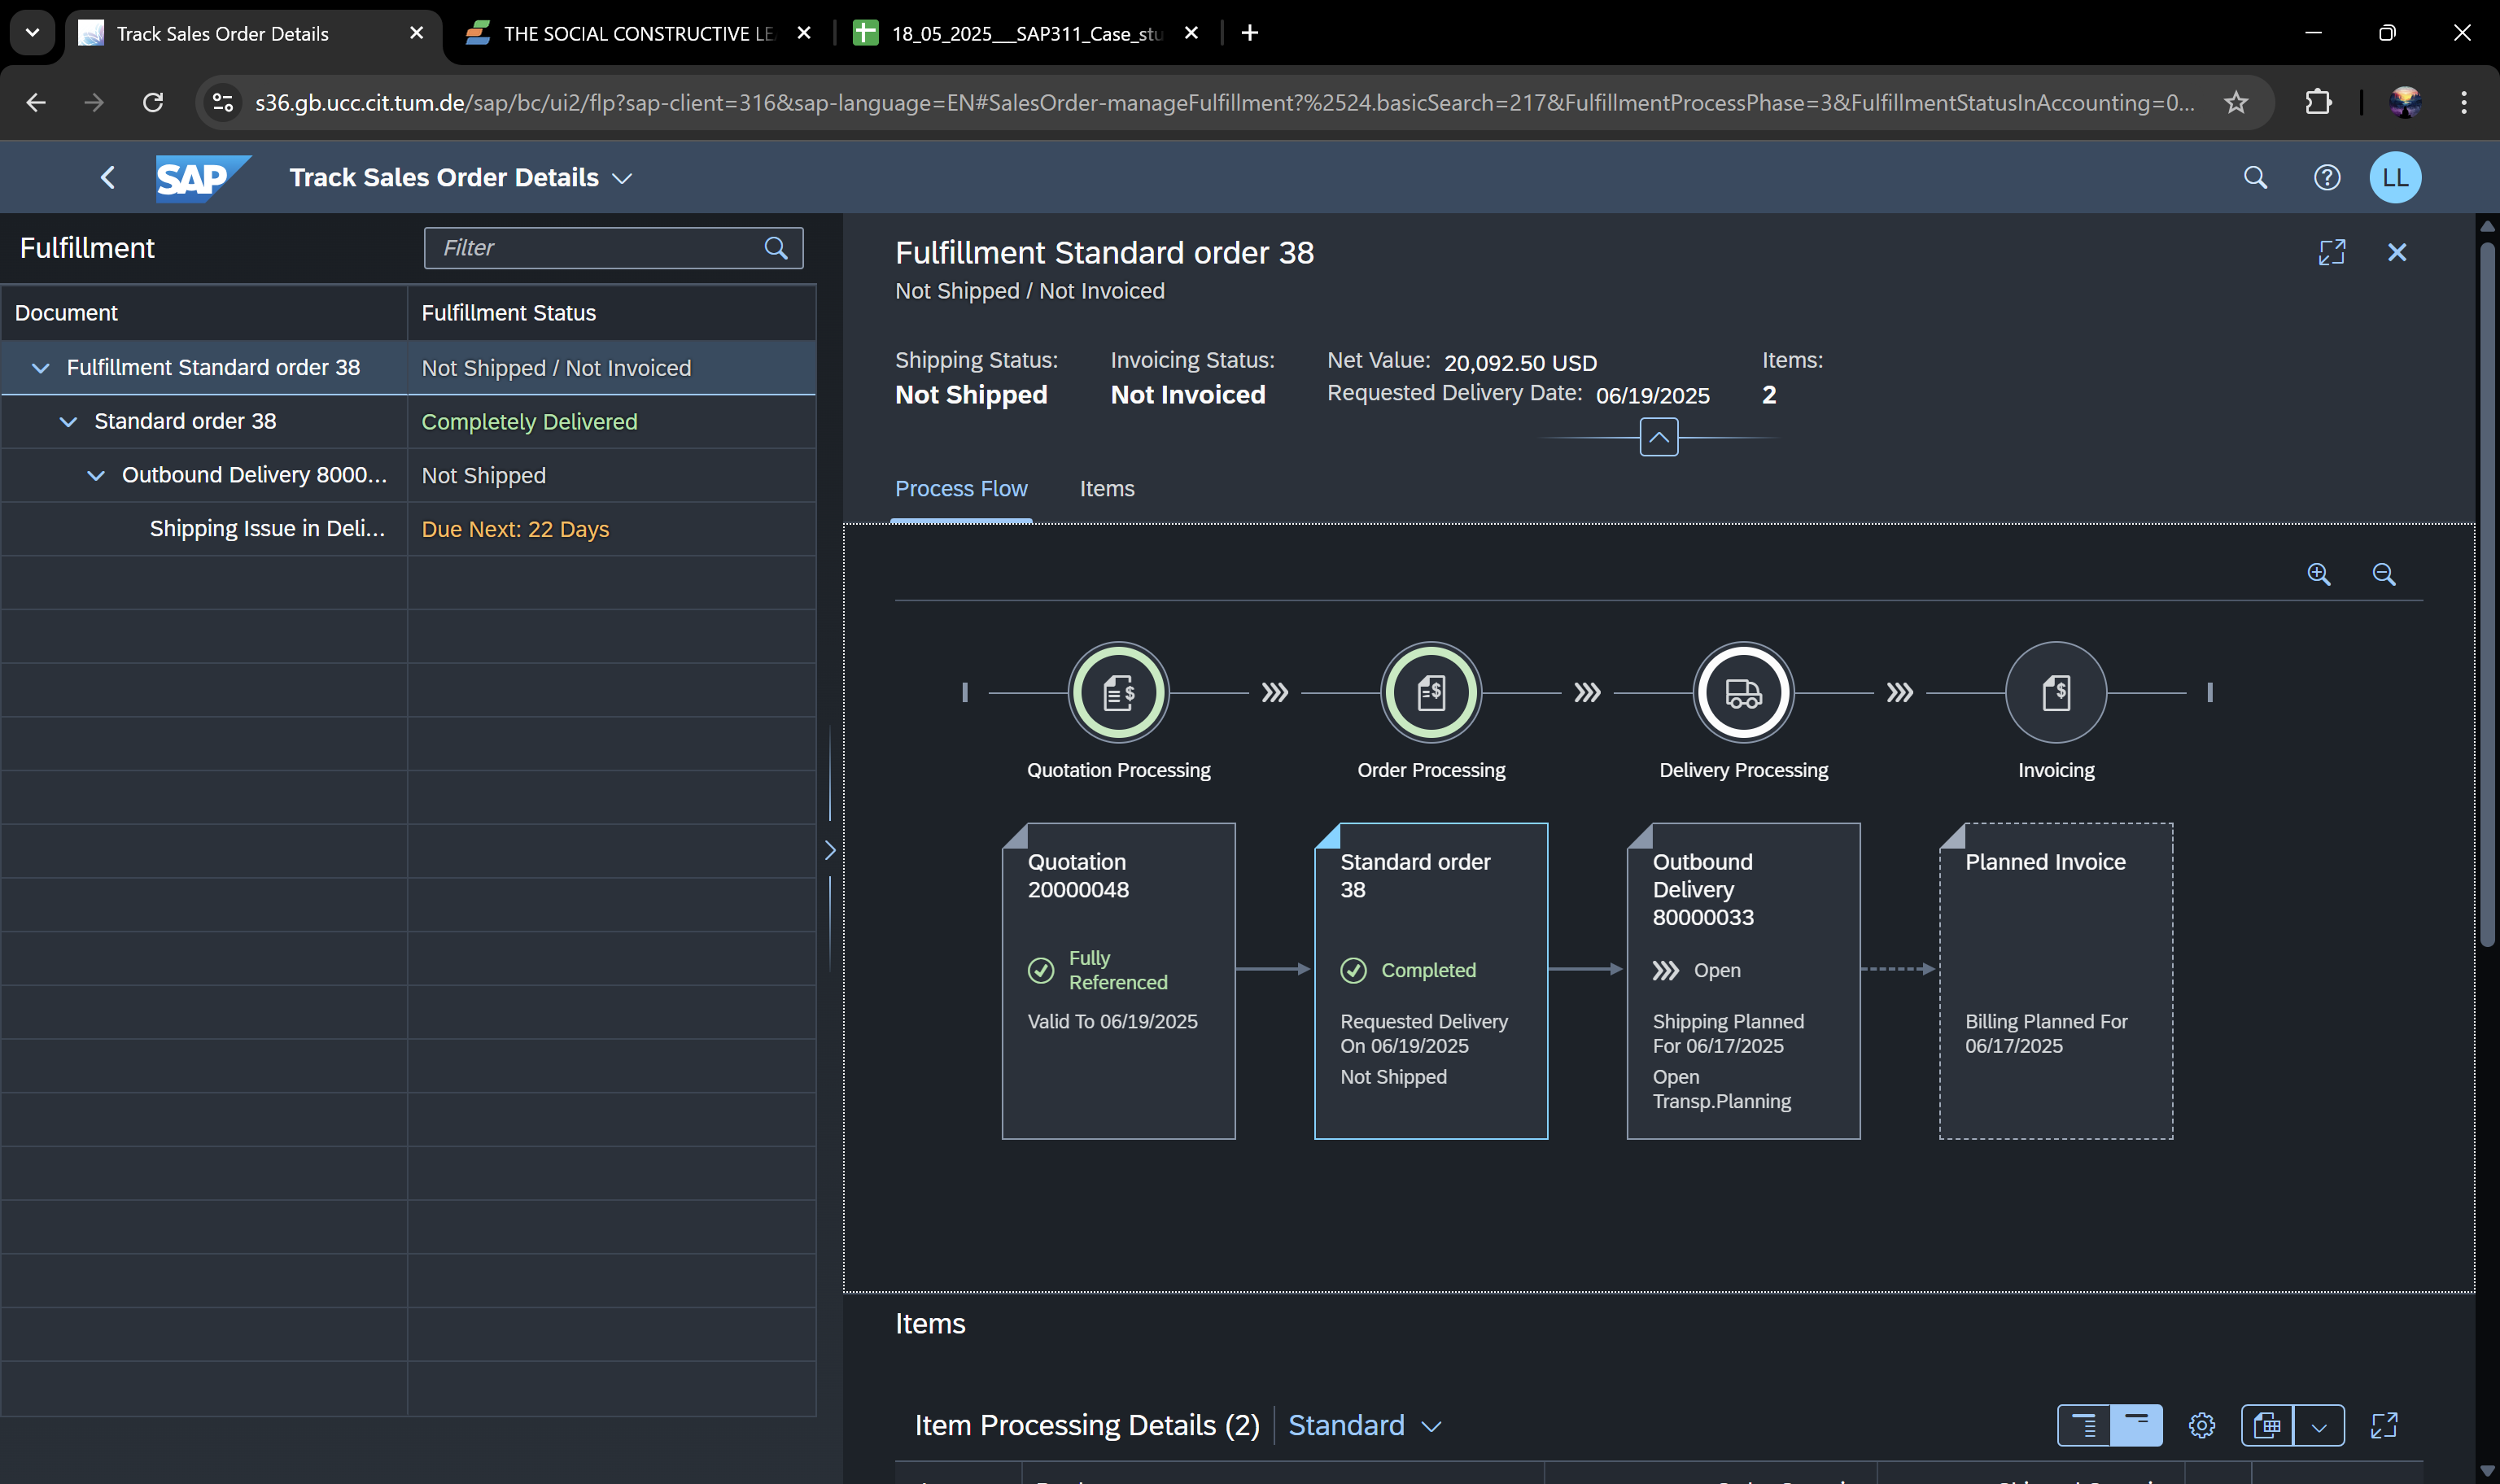 Track Sales Order Details
THE SOCIAL CONSTRUCTIVE LE
18_05_2025___SAP311_Case_stu
s36.gb.ucc.cit.tum.de/sap/bc/ui2/flp?sap-client=316&sap-language=EN#SalesOrder-manageFulfillment?%2524.basicSearch=217&FulfillmentProcessPhase=3&FulfillmentStatusInAccounting=0...
SAP
Track Sales Order Details
LL
Fulfillment
Filter
Document Fulfillment Status
Fulfillment Standard order 38 Not Shipped / Not Invoiced
Standard order 38 Completely Delivered
Outbound Delivery 8000... Not Shipped
Shipping Issue in Deli... Due Next: 22 Days
Fulfillment Standard order 38
Not Shipped / Not Invoiced
Shipping Status:
Not Shipped
Invoicing Status:
Not Invoiced
Net Value: 20,092.50 USD
Requested Delivery Date: 06/19/2025
Items:
2
Process Flow Items
Quotation Processing
Order Processing
Delivery Processing
Invoicing
Quotation
20000048
Fully
Referenced
Valid To 06/19/2025
Standard order
38
Completed
Requested Delivery
On 06/19/2025
Not Shipped
Outbound
Delivery
80000033
Open
Shipping Planned
For 06/17/2025
Open
Transp.Planning
Planned Invoice
Billing Planned For
06/17/2025
Items
Item Processing Details (2) Standard